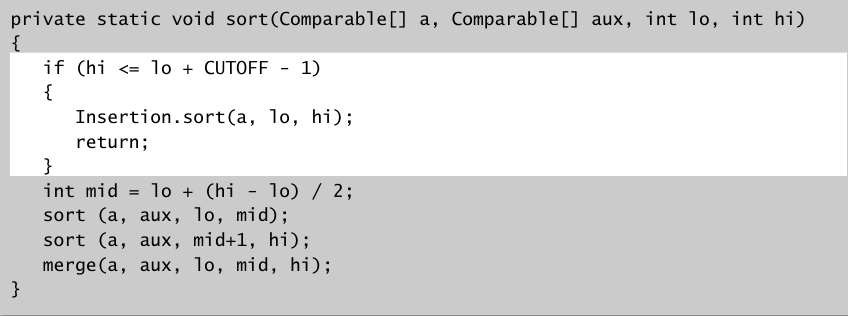 private static void sort(Comparable[] a, Comparable[] aux, int lo, int hi)
{
   if (hi <= lo + CUTOFF - 1)
   {
      Insertion.sort(a, lo, hi);
      return;
   }
   int mid = lo + (hi - lo) / 2;
   sort (a, aux, lo, mid);
   sort (a, aux, mid+1, hi);
   merge(a, aux, lo, mid, hi);
}